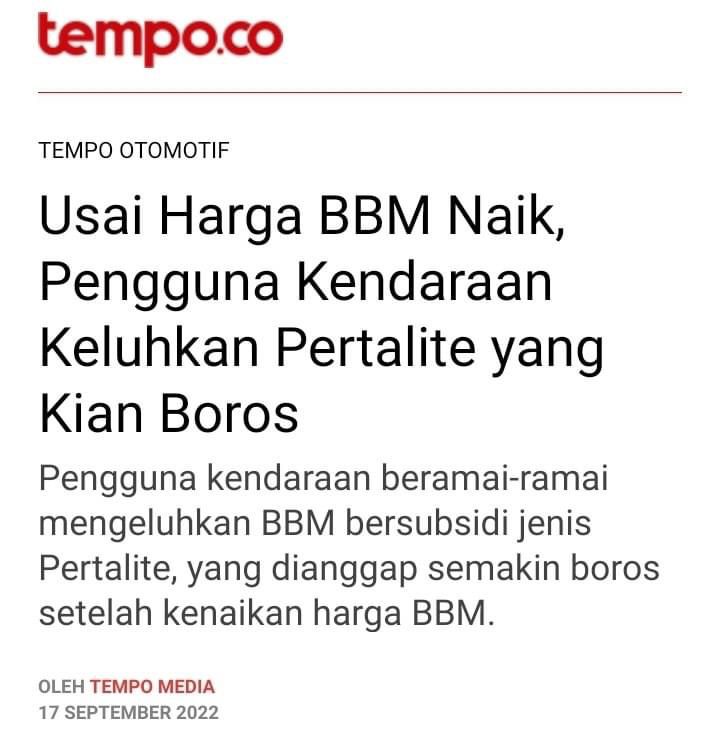 tempo.co
TEMPO OTOMOTIF
Usai Harga BBM Naik,
Pengguna Kendaraan
Keluhkan Pertalite yang
Kian Boros
Pengguna kendaraan beramai-ramai
mengeluhkan BBM bersubsidi jenis
Pertalite, yang dianggap semakin boros
setelah kenaikan harga BBM.
OLEH TEMPO MEDIA
17 SEPTEMBER 2022